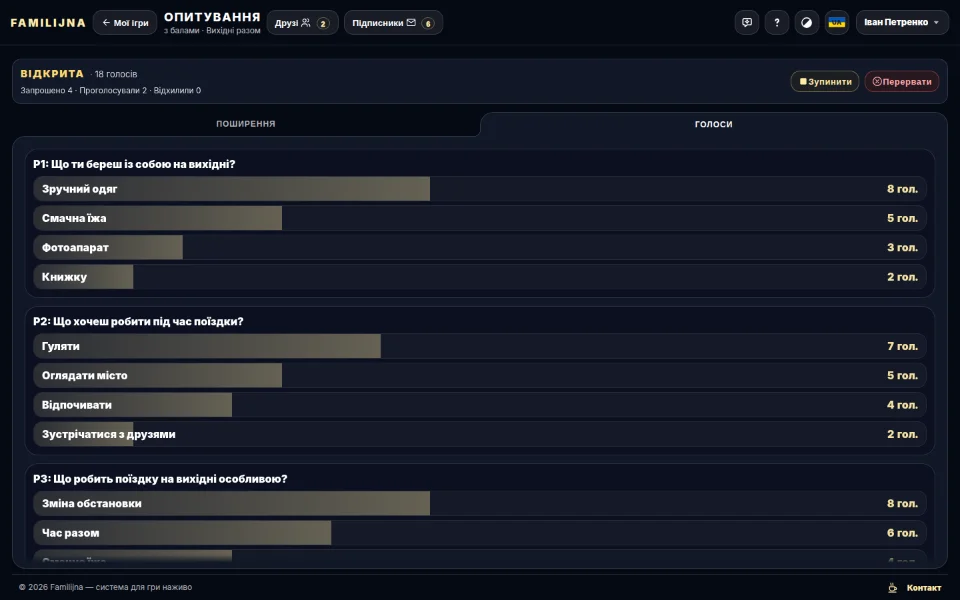 FAMILIJNA
← Мої ігри
ОПИТУВАННЯ
з балами · Вихідні разом
Друзі 2
Підписники 6
?
UA
Іван Петренко
ВІДКРИТА · 18 голосів
Запрошено 4 · Проголосували 2 · Відхилили 0
Зупинити
Перервати
ПОШИРЕННЯ
ГОЛОСИ
P1: Що ти береш із собою на вихідні?
Зручний одяг 8 гол.
Смачна їжа 5 гол.
Фотоапарат 3 гол.
Книжку 2 гол.
P2: Що хочеш робити під час поїздки?
Гуляти 7 гол.
Оглядати місто 5 гол.
Відпочивати 4 гол.
Зустрічатися з друзями 2 гол.
P3: Що робить поїздку на вихідні особливою?
Зміна обстановки 8 гол.
Час разом 6 гол.
© 2026 Familijna — система для гри наживо
Контакт